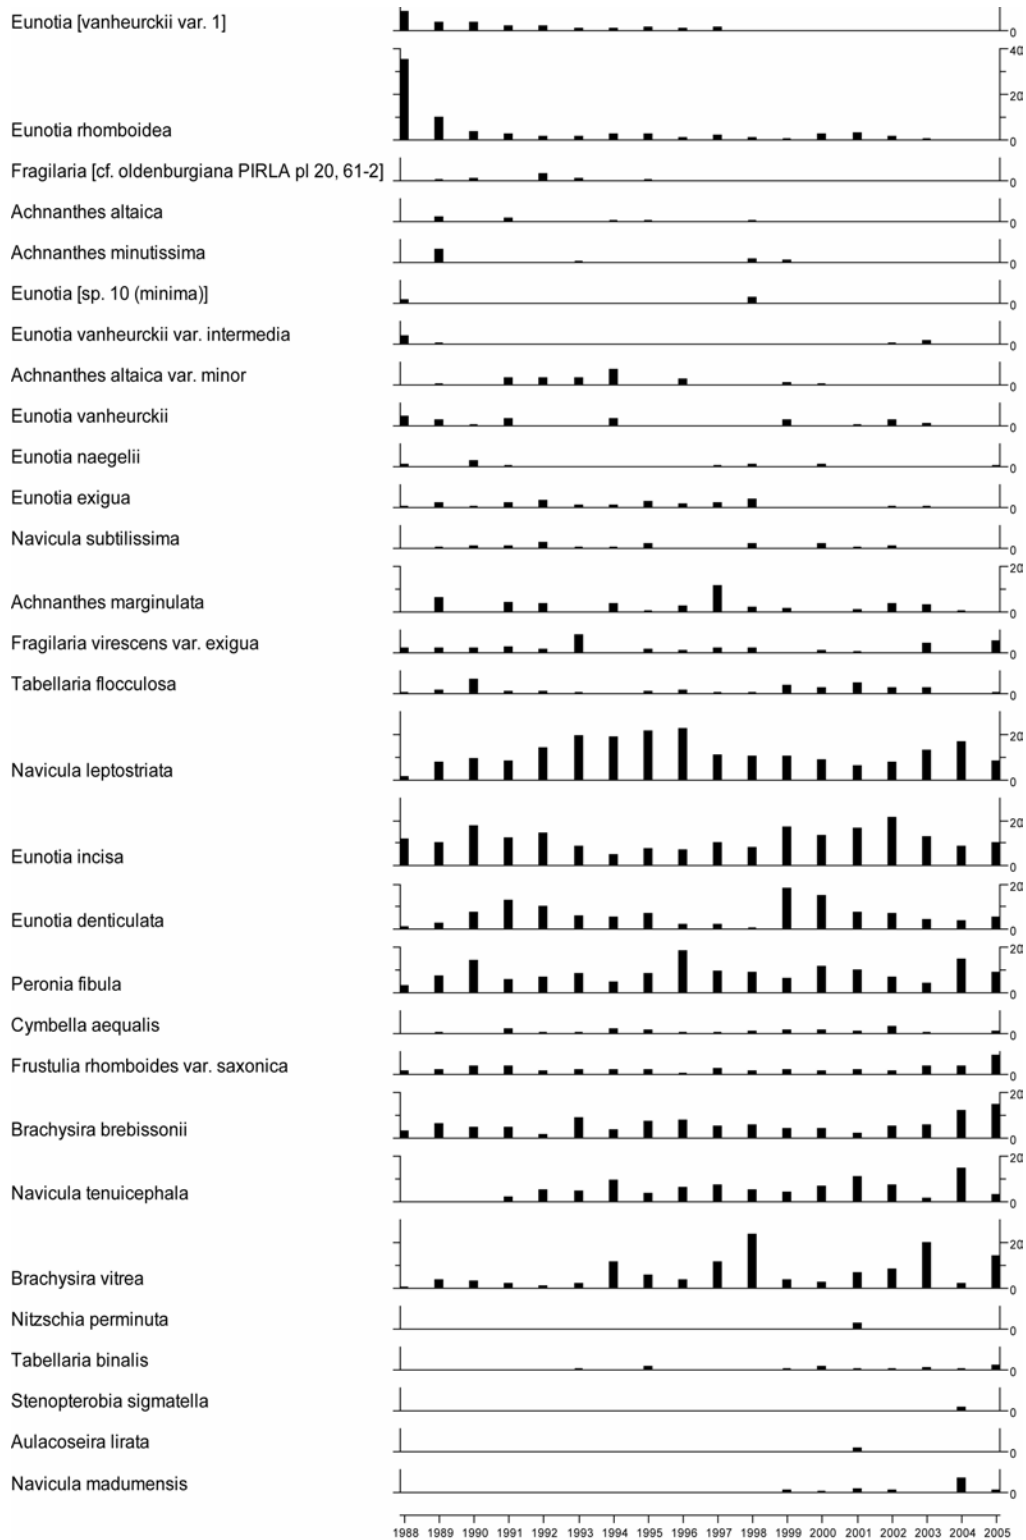 Eunotia [vanheurckii var. 1]
0
40
20
Eunotia rhomboidea
0
Fragilaria [cf. oldenburgiana PIRLA pl 20, 61-2]
0
Achnanthes altaica
0
Achnanthes minutissima
0
Eunotia [sp. 10 (minima)]
0
Eunotia vanheurckii var. intermedia
0
Achnanthes altaica var. minor
0
Eunotia vanheurckii
0
Eunotia naegelii
0
Eunotia exigua
0
Navicula subtilissima
0
20
Achnanthes marginulata
0
Fragilaria virescens var. exigua
0
Tabellaria flocculosa
0
20
Navicula leptostriata
0
20
Eunotia incisa
0
20
Eunotia denticulata
0
20
Peronia fibula
0
Cymbella aequalis
0
Frustulia rhomboides var. saxonica
0
20
Brachysira brebissonii
0
20
Navicula tenuicephala
0
20
Brachysira vitrea
0
Nitzschia perminuta
0
Tabellaria binalis
0
Stenopterobia sigmatella
0
Aulacoseira lirata
0
Navicula madumensis
0
1988 1989 1990 1991 1992 1993 1994 1995 1996 1997 1998 1999 2000 2001 2002 2003 2004 2005